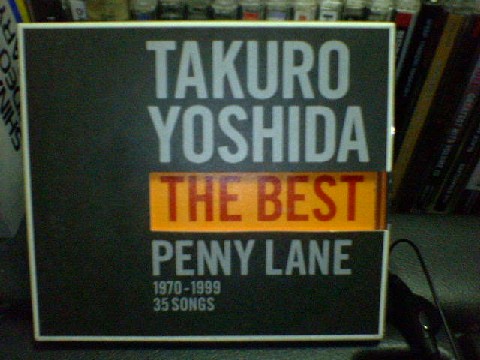 TAKURO
YOSHIDA
THE BEST
PENNY LANE
1970-1999
35 SONGS